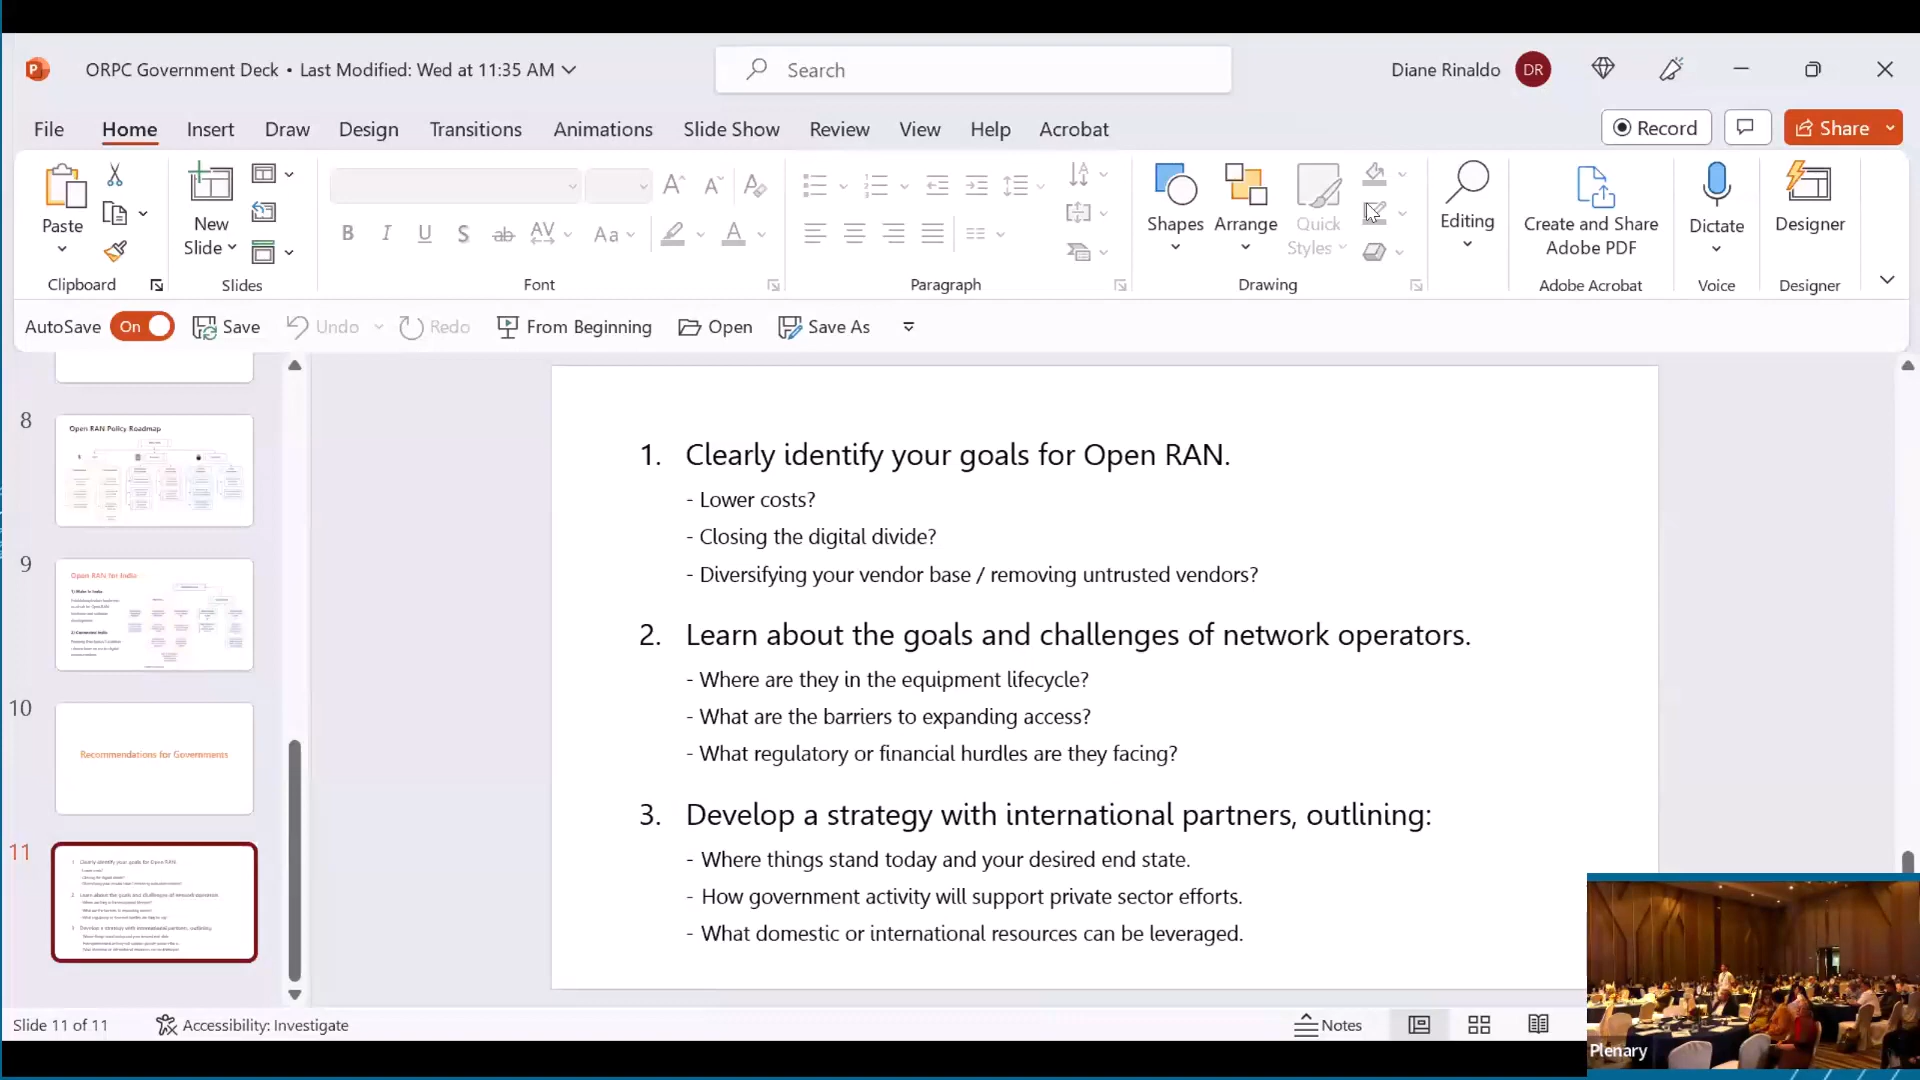 ORPC Government Deck • Last Modified: Wed at 11:35 AM
Search
Diane Rinaldo
DR
File
Home
Insert
Draw
Design
Transitions
Animations
Slide Show
Review
View
Help
Acrobat
Record
Share
Paste
New
Slide
Shapes
Arrange
Quick
Styles
Editing
Create and Share
Adobe PDF
Dictate
Designer
Clipboard
Slides
Font
Paragraph
Drawing
Adobe Acrobat
Voice
Designer
AutoSave
On
Save
Undo
Redo
From Beginning
Open
Save As
8
Open RAN Policy Roadmap
9
Open RAN for India
10
Recommendations for Governments
11
1. Clearly identify your goals for Open RAN.
- Lower costs?
- Closing the digital divide?
- Diversifying your vendor base / removing untrusted vendors?
2. Learn about the goals and challenges of network operators.
- Where are they in the equipment lifecycle?
- What are the barriers to expanding access?
- What regulatory or financial hurdles are they facing?
3. Develop a strategy with international partners, outlining:
- Where things stand today and your desired end state.
- How government activity will support private sector efforts.
- What domestic or international resources can be leveraged.
Slide 11 of 11
Accessibility: Investigate
Notes
Plenary